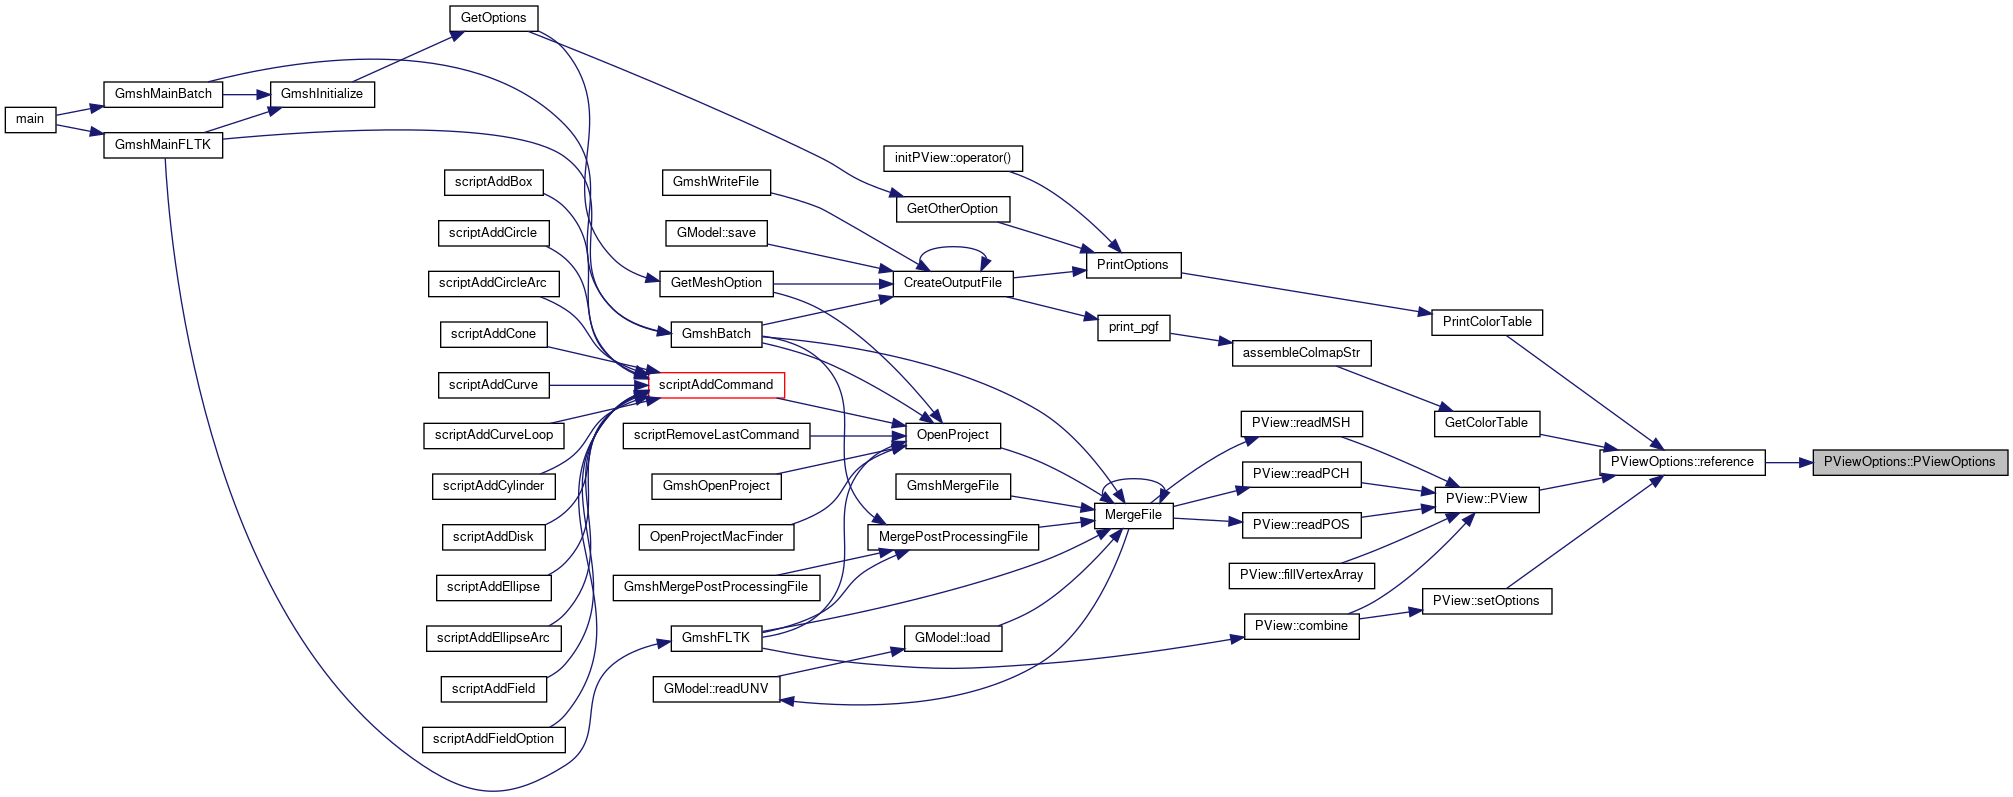 GetOptions
main
GmshMainBatch
GmshMainFLTK
GmshInitialize
scriptAddBox
scriptAddCircle
scriptAddCircleArc
scriptAddCone
scriptAddCurve
scriptAddCurveLoop
scriptAddCylinder
scriptAddDisk
scriptAddEllipse
scriptAddEllipseArc
scriptAddField
scriptAddFieldOption
GmshWriteFile
GModel::save
GetMeshOption
GmshBatch
scriptAddCommand
scriptRemoveLastCommand
GmshOpenProject
OpenProjectMacFinder
GmshMergePostProcessingFile
GmshFLTK
GModel::readUNV
initPView::operator()
GetOtherOption
CreateOutputFile
OpenProject
GmshMergeFile
MergePostProcessingFile
GModel::load
PrintOptions
print_pgf
MergeFile
assembleColmapStr
PView::readMSH
PView::readPCH
PView::readPOS
PView::fillVertexArray
PView::combine
PrintColorTable
GetColorTable
PView::PView
PView::setOptions
PViewOptions::reference
PViewOptions::PViewOptions